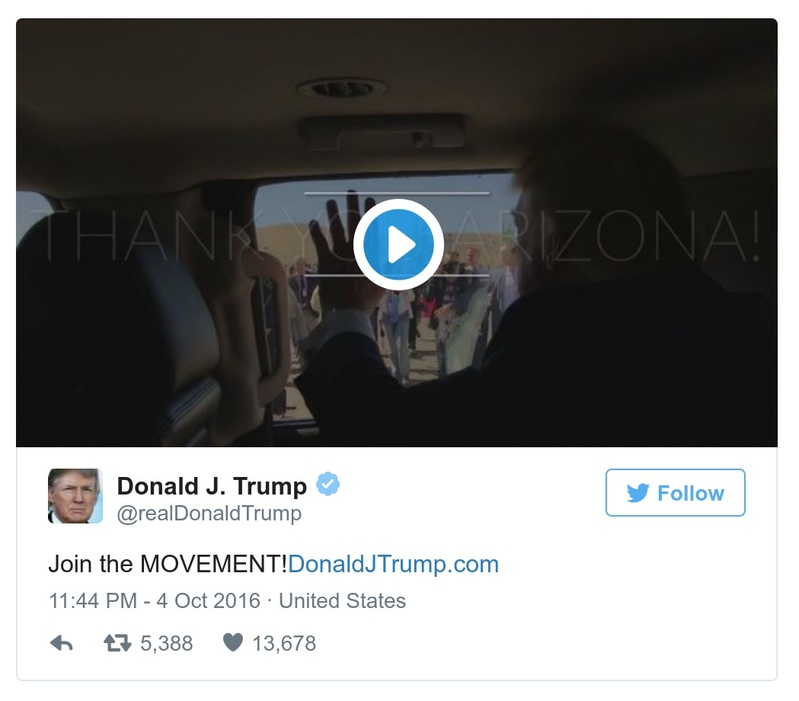 THANK YOU ARIZONA!
Donald J. Trump
@realDonaldTrump
Follow
Join the MOVEMENT!DonaldJTrump.com
11:44 PM - 4 Oct 2016 · United States
5,388 13,678